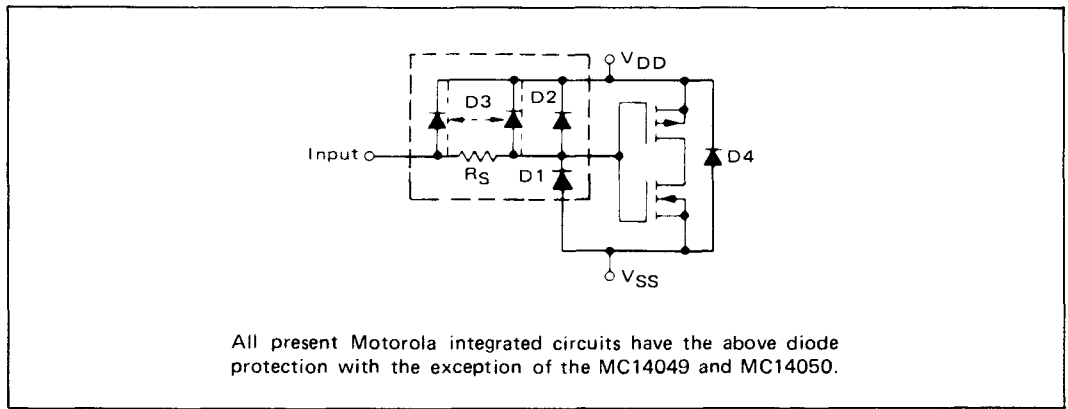 VDD
D3 D2
Input
RS D1
D4
VSS
All present Motorola integrated circuits have the above diode
protection with the exception of the MC14049 and MC14050.